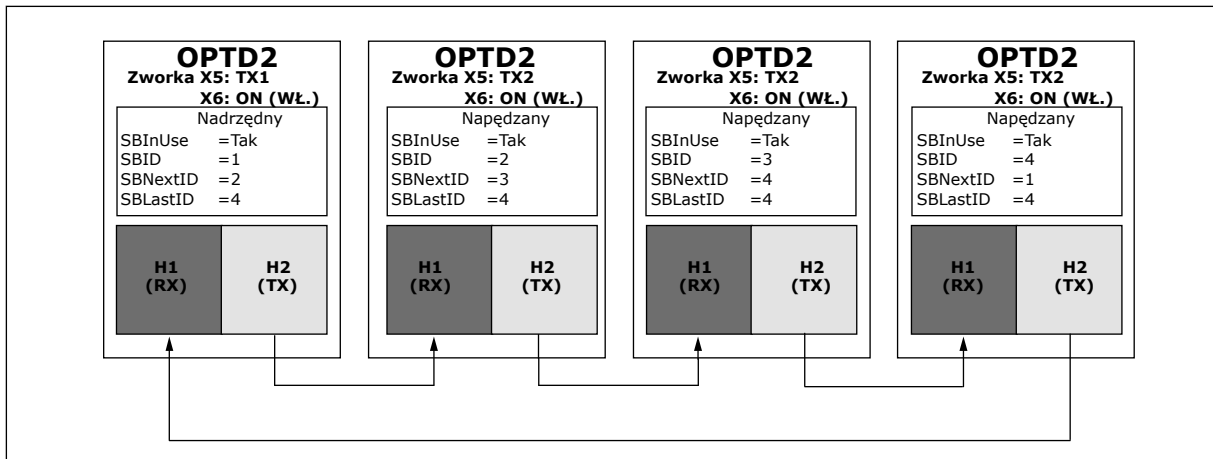 OPTD2
Zworka X5: TX1
X6: ON (WŁ.)
Nadrzędny
SBInUse =Tak
SBID =1
SBNextID =2
SBLastID =4
H1
(RX)
H2
(TX)
OPTD2
Zworka X5: TX2
X6: ON (WŁ.)
Napędzany
SBInUse =Tak
SBID =2
SBNextID =3
SBLastID =4
H1
(RX)
H2
(TX)
OPTD2
Zworka X5: TX2
X6: ON (WŁ.)
Napędzany
SBInUse =Tak
SBID =3
SBNextID =4
SBLastID =4
H1
(RX)
H2
(TX)
OPTD2
Zworka X5: TX2
X6: ON (WŁ.)
Napędzany
SBInUse =Tak
SBID =4
SBNextID =1
SBLastID =4
H1
(RX)
H2
(TX)